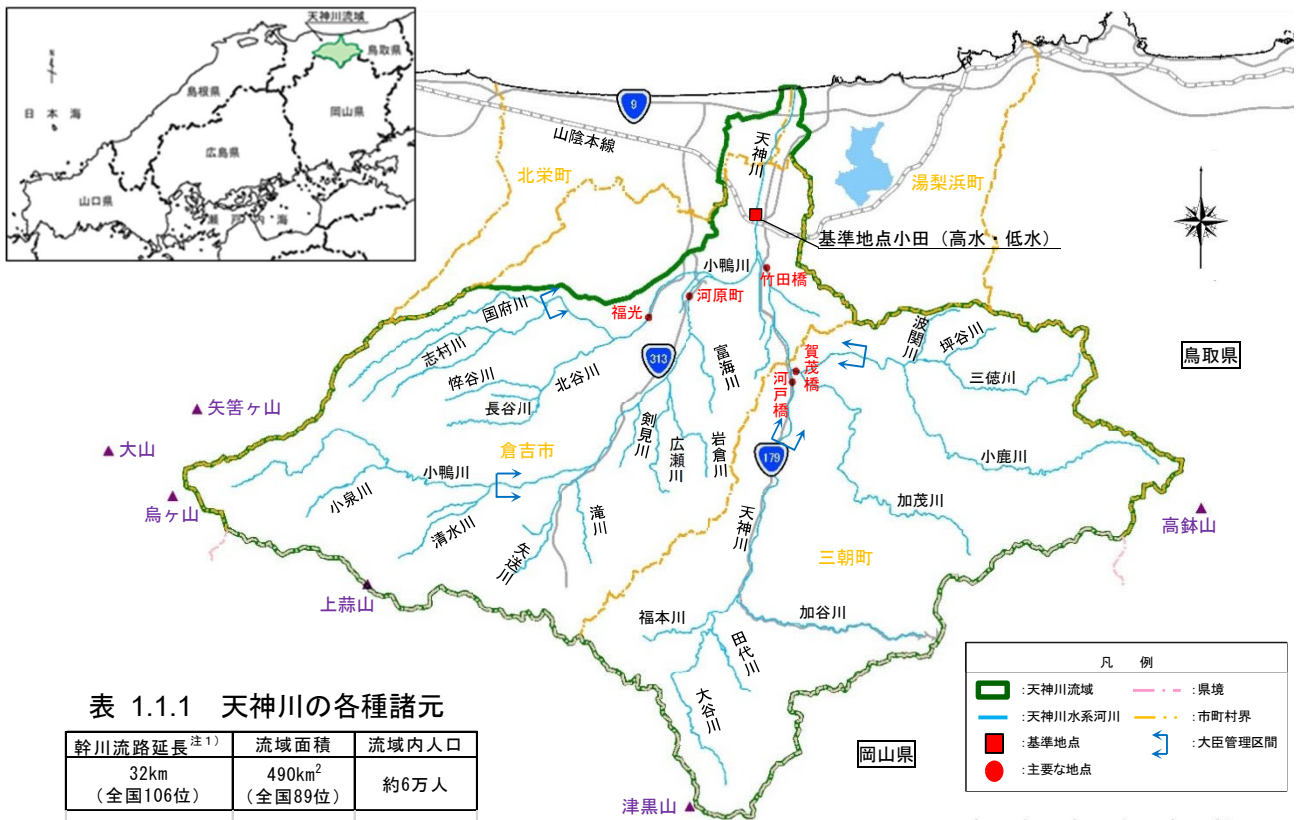 天神川流域
鳥取県
島根県
岡山県
日本海
広島県
山口県
瀬戸内海
9
山陰本線
天神川
北栄町
湯梨浜町
基準地点小田（高水・低水）
小鴨川
竹田橋
河原町
国府川
福光
志村川
波関川
坪谷川
鳥取県
賀茂橋
313
富海川
北谷川
悴谷川
三徳川
河戸橋
長谷川
矢筈ヶ山
剣見川
広瀬川
岩倉川
大山
倉吉市
179
小鹿川
小鴨川
小泉川
加茂川
烏ヶ山
滝川
天神川
高鉢山
清水川
矢送川
三朝町
上蒜山
福本川
加谷川
田代川
大谷川
岡山県
津黒山
凡例
:天神川流域
:県境
:天神川水系河川
:市町村界
:基準地点
:大臣管理区間
:主要な地点
表 1.1.1 天神川の各種諸元
幹川流路延長注1) 流域面積 流域内人口
32km 490km2 約6万人
（全国106位） （全国89位）